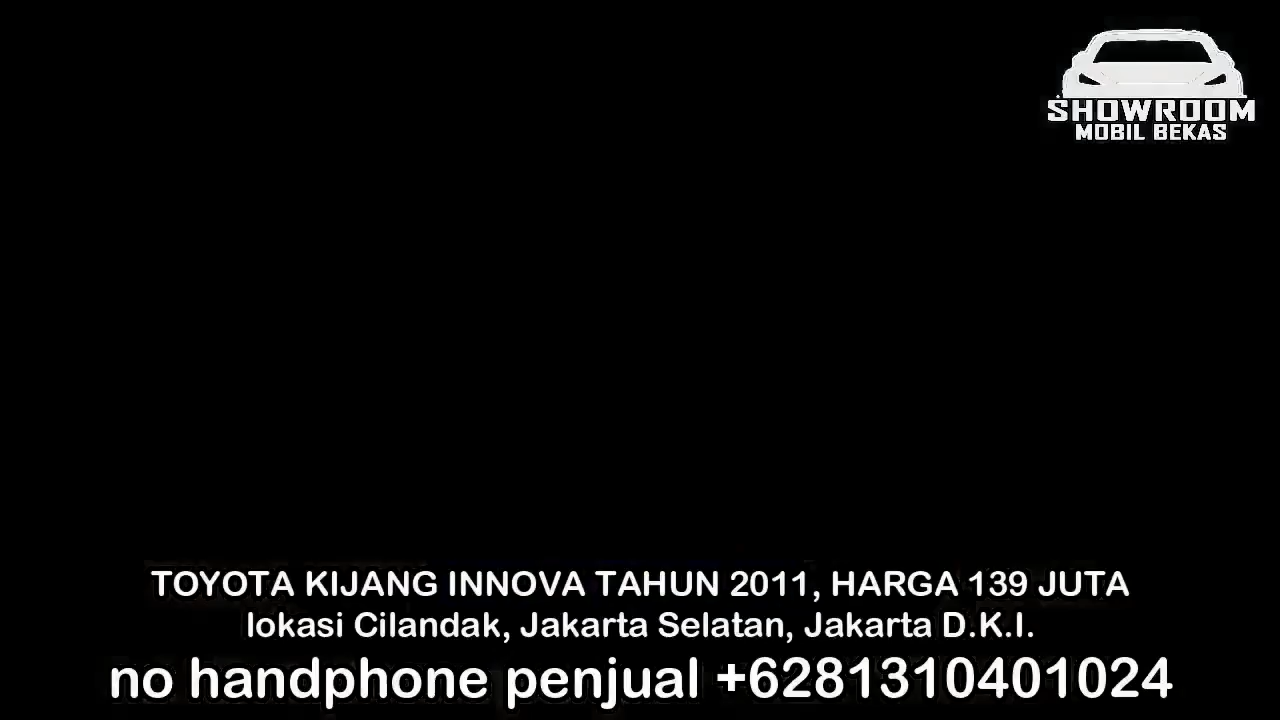 SHOWROOM
MOBIL BEKAS
TOYOTA KIJANG INNOVA TAHUN 2011, HARGA 139 JUTA
lokasi Cilandak, Jakarta Selatan, Jakarta D.K.I.
no handphone penjual +6281310401024